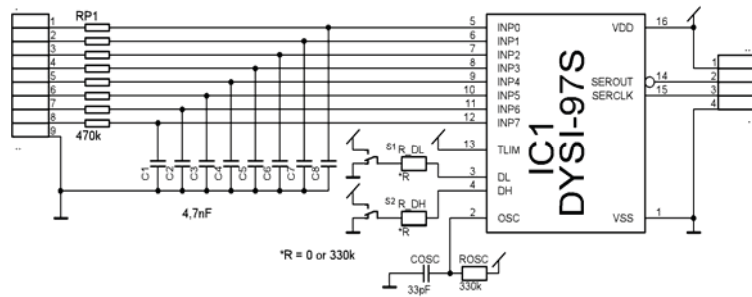 RP1
1
2
3
4
5
6
7
8
9
470k
C1
C2
C3
C4
C5
C6
C7
C8
4,7nF
5
6
7
8
9
10
11
12
13
3
4
2
INP0
INP1
INP2
INP3
INP4
INP5
INP6
INP7
TLIM
DL
DH
OSC
IC1
DYSI-97S
VDD
SEROUT
SERCLK
VSS
16
14
15
1
1
2
3
4
S1
R_DL
*R
S2
R_DH
*R
*R = 0 or 330k
COSC
33pF
ROSC
330k